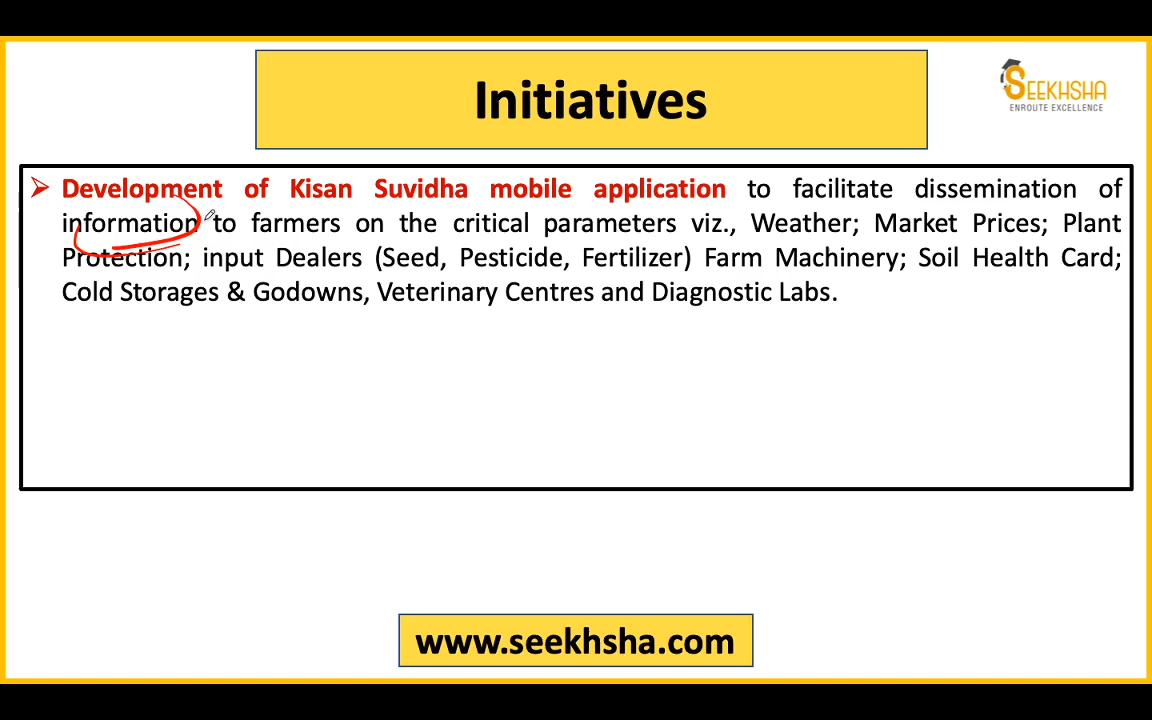 Initiatives
SEEKHSHA
ENROUTE EXCELLENCE
Development of Kisan Suvidha mobile application to facilitate dissemination of
information to farmers on the critical parameters viz., Weather; Market Prices; Plant
Protection; input Dealers (Seed, Pesticide, Fertilizer) Farm Machinery; Soil Health Card;
Cold Storages & Godowns, Veterinary Centres and Diagnostic Labs.
www.seekhsha.com